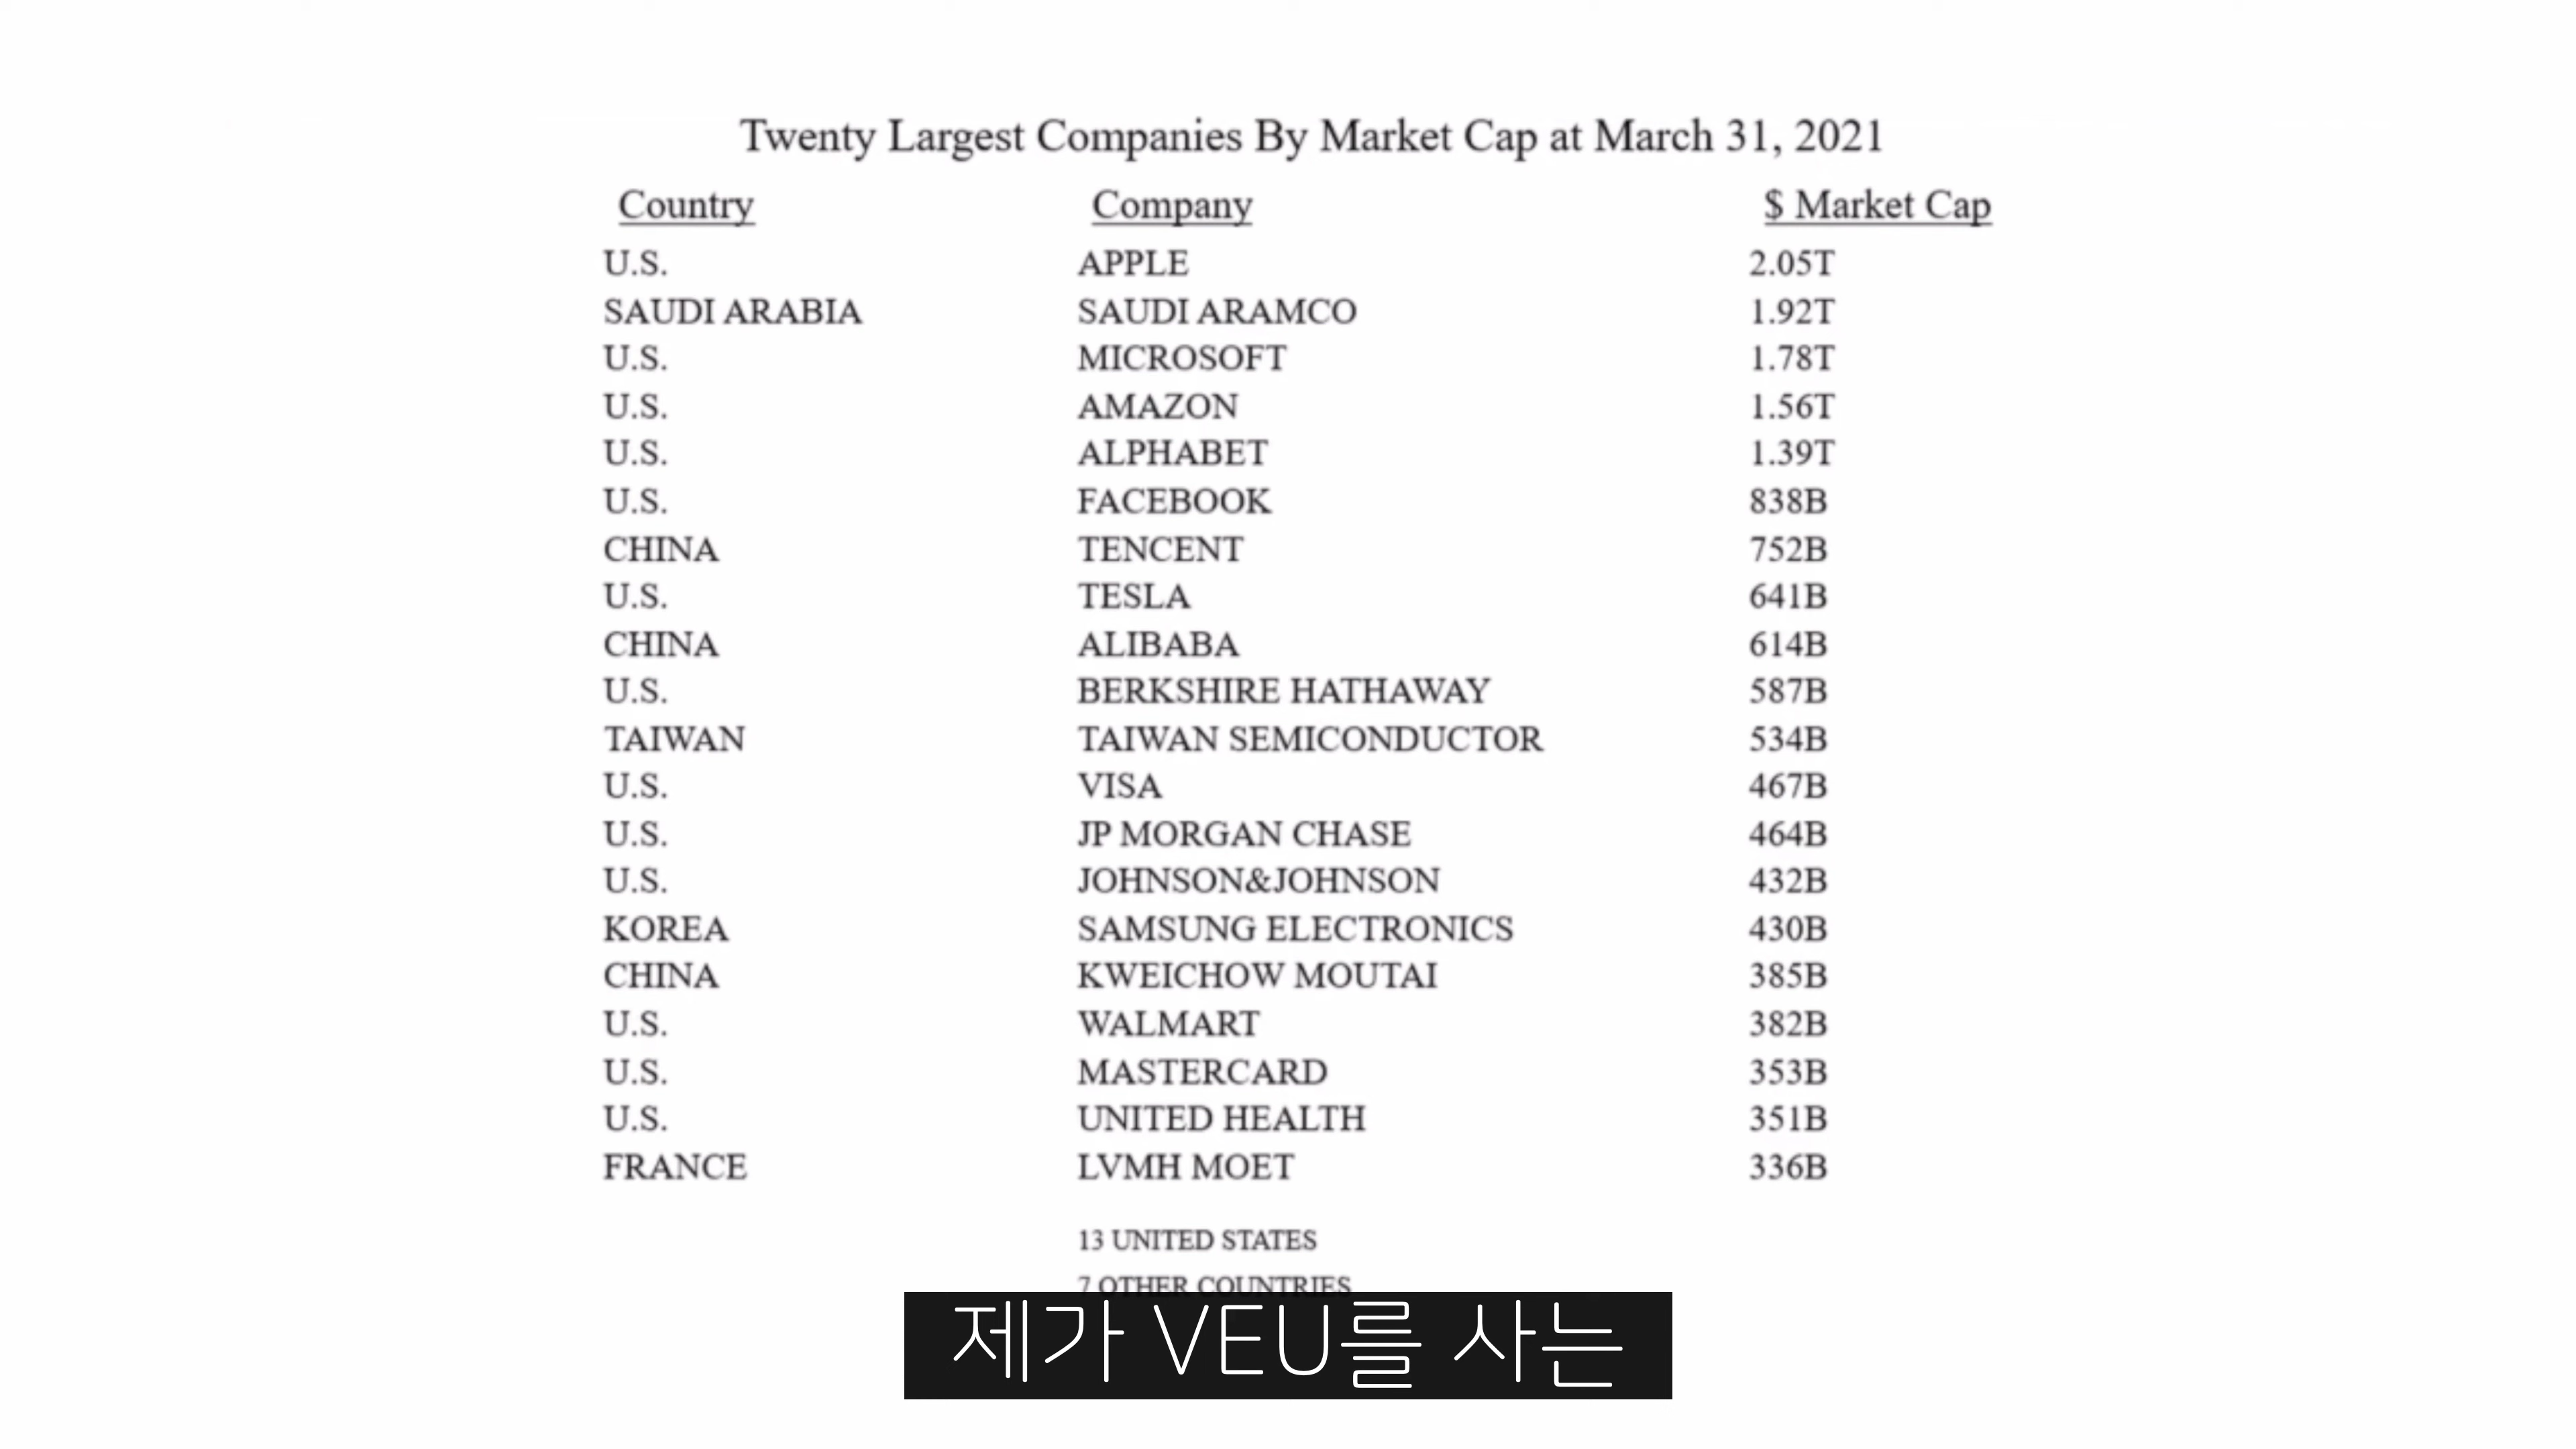 Twenty Largest Companies By Market Cap at March 31, 2021
Country Company $ Market Cap
U.S. APPLE 2.05T
SAUDI ARABIA SAUDI ARAMCO 1.92T
U.S. MICROSOFT 1.78T
U.S. AMAZON 1.56T
U.S. ALPHABET 1.39T
U.S. FACEBOOK 838B
CHINA TENCENT 752B
U.S. TESLA 641B
CHINA ALIBABA 614B
U.S. BERKSHIRE HATHAWAY 587B
TAIWAN TAIWAN SEMICONDUCTOR 534B
U.S. VISA 467B
U.S. JP MORGAN CHASE 464B
U.S. JOHNSON&JOHNSON 432B
KOREA SAMSUNG ELECTRONICS 430B
CHINA KWEICHOW MOUTAI 385B
U.S. WALMART 382B
U.S. MASTERCARD 353B
U.S. UNITED HEALTH 351B
FRANCE LVMH MOET 336B
13 UNITED STATES
7 OTHER COUNTRIES
제가 VEU를 사는